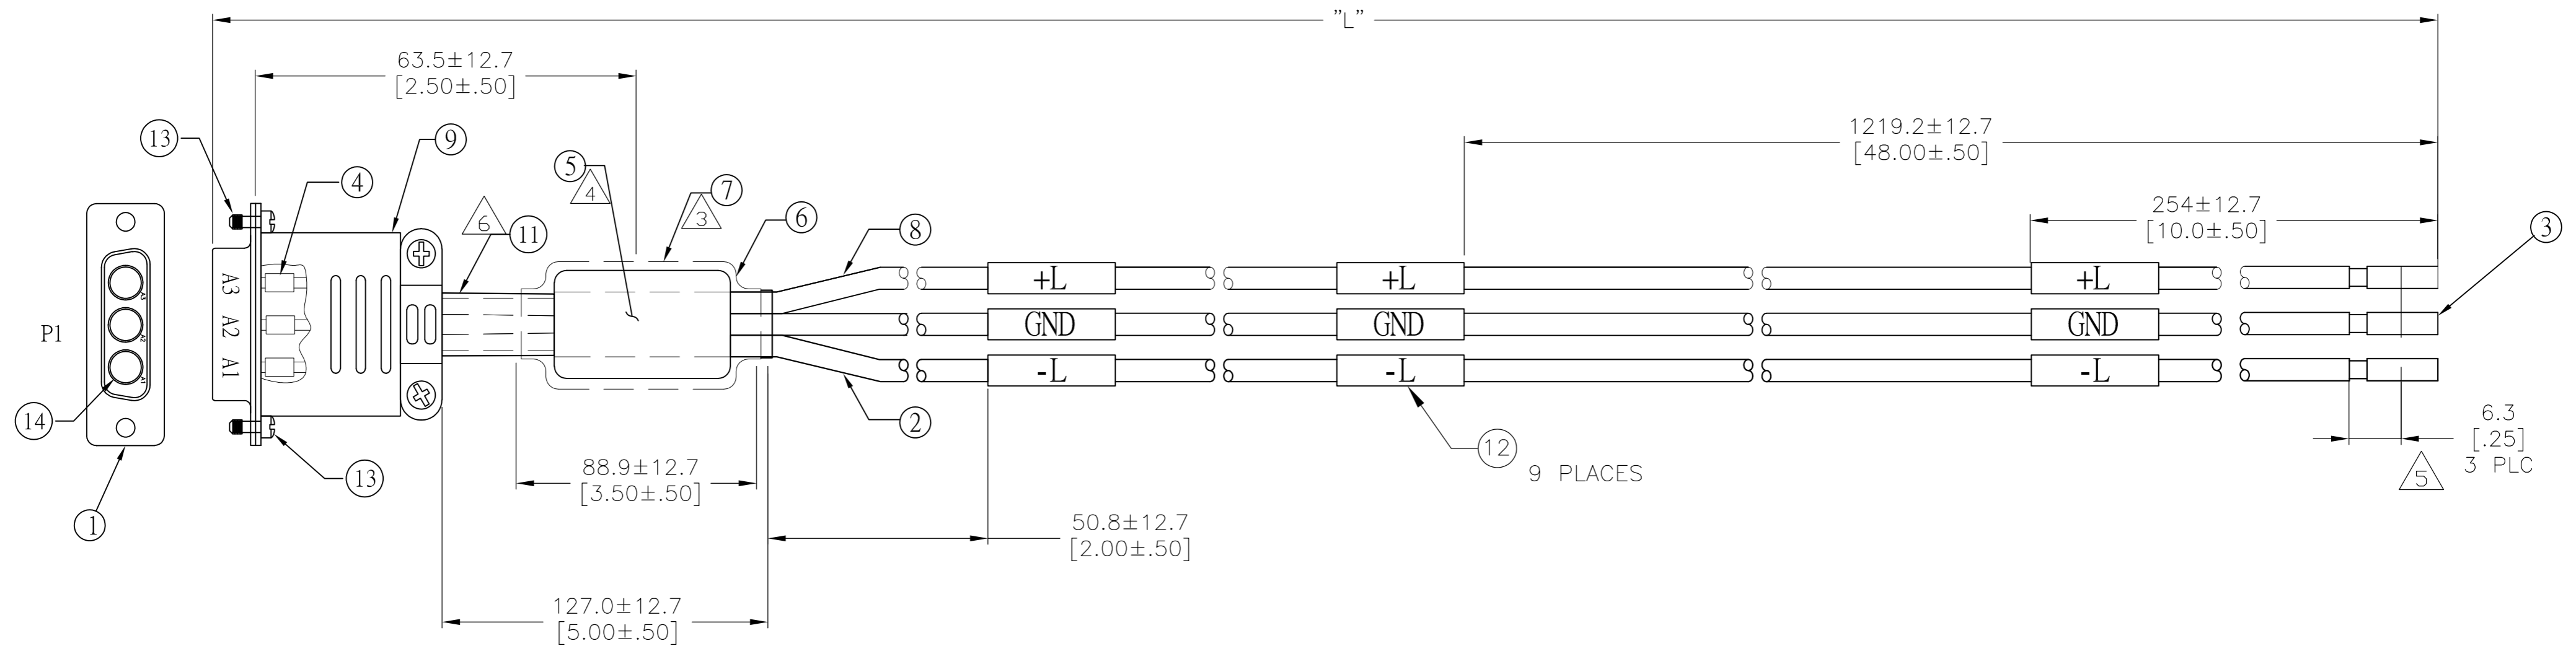 "L"
63.5±12.7
[2.50±.50]
1219.2±12.7
[48.00±.50]
254±12.7
[10.0±.50]
13
9
4
5
4
7
3
6
6
11
8
3
P1
A3
A2
A1
A3
A2
A1
+L
+L
+L
GND
GND
GND
-L
-L
-L
14
13
1
2
12
9 PLACES
6.3
[.25]
3 PLC
5
88.9±12.7
[3.50±.50]
50.8±12.7
[2.00±.50]
127.0±12.7
[5.00±.50]